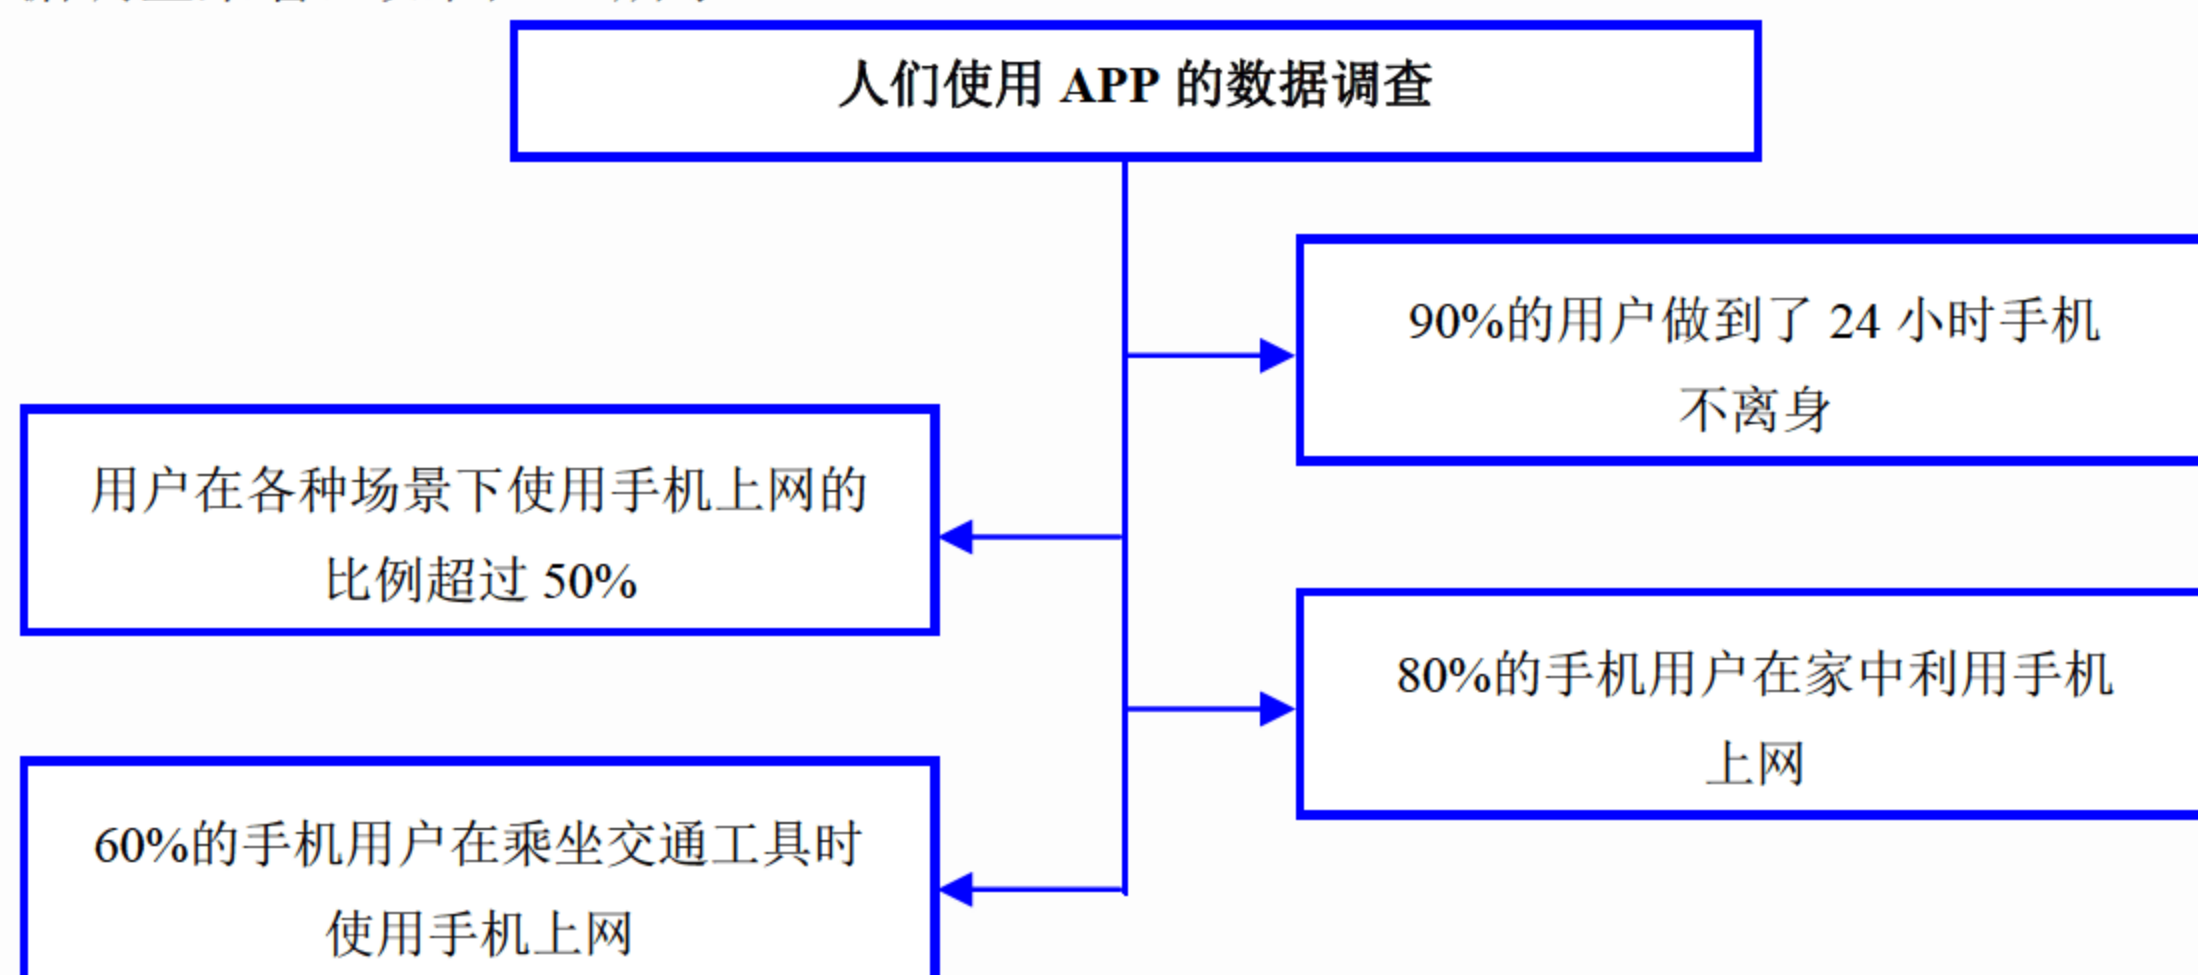 人们使用 APP 的数据调查
90%的用户做到了 24 小时手机
不离身
用户在各种场景下使用手机上网的
比例超过 50%
80%的手机用户在家中利用手机
上网
60%的手机用户在乘坐交通工具时
使用手机上网